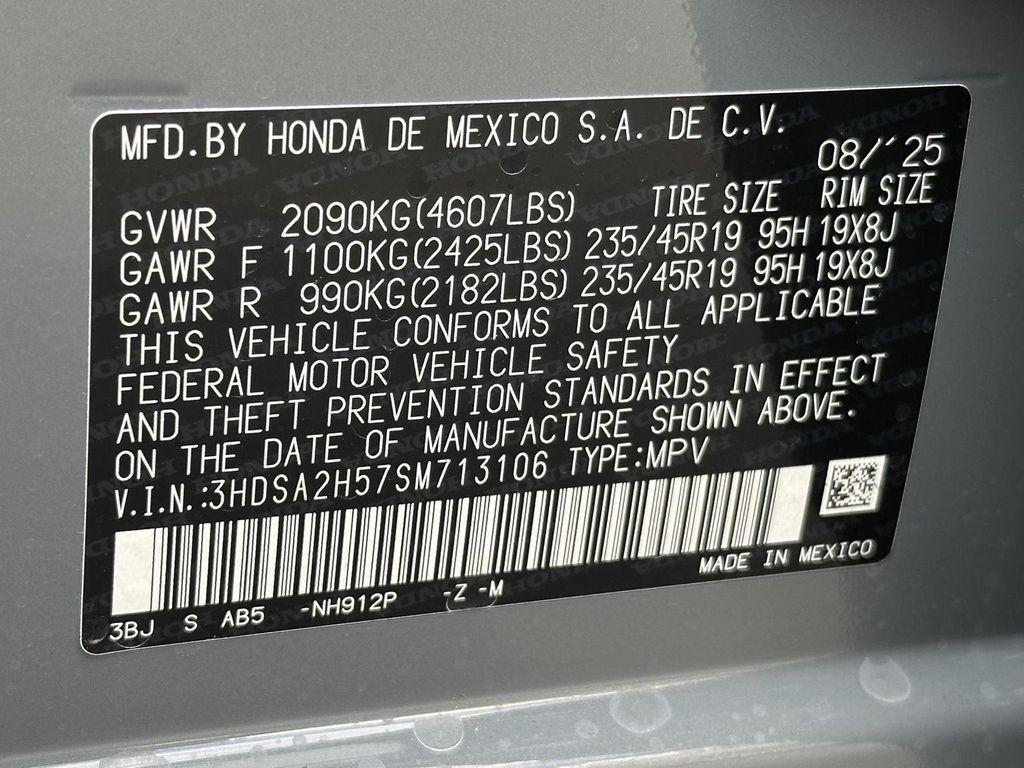 MFD.BY HONDA DE MEXICO S.A. DE C.V.
08/'25
GVWR 2090KG(4607LBS) TIRE SIZE RIM SIZE
GAWR F 1100KG(2425LBS) 235/45R19 95H 19X8J
GAWR R 990KG(2182LBS) 235/45R19 95H 19X8J
THIS VEHICLE CONFORMS TO ALL APPLICABLE
FEDERAL MOTOR VEHICLE SAFETY
AND THEFT PREVENTION STANDARDS IN EFFECT
ON THE DATE OF MANUFACTURE SHOWN ABOVE.
V.I.N.:3HDSA2H57SM713106 TYPE:MPV
MADE IN MEXICO
3BJ S AB5 -NH912P -Z -M